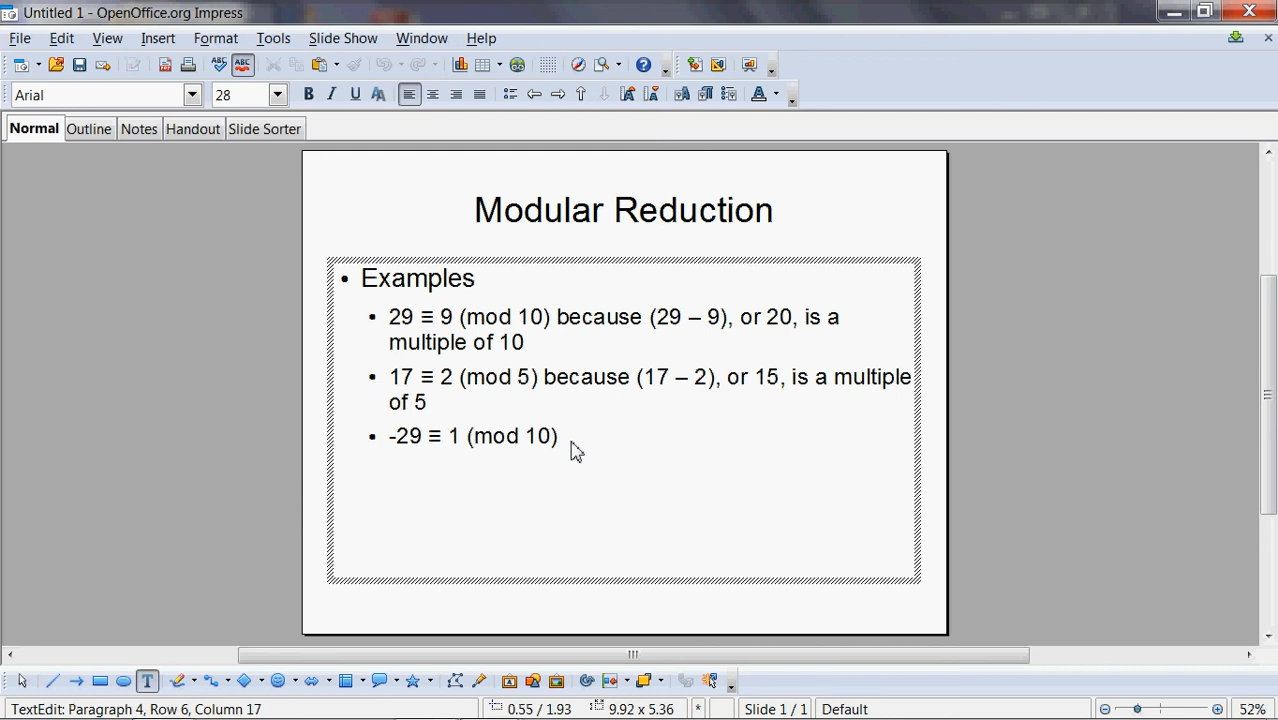 Untitled 1 - OpenOffice.org Impress
File Edit View Insert Format Tools Slide Show Window Help
Arial 28
Normal Outline Notes Handout Slide Sorter
Modular Reduction
• Examples
• 29 ≡ 9 (mod 10) because (29 – 9), or 20, is a
multiple of 10
• 17 ≡ 2 (mod 5) because (17 – 2), or 15, is a multiple
of 5
• -29 ≡ 1 (mod 10)
TextEdit: Paragraph 4, Row 6, Column 17 0.55 / 1.93 9.92 x 5.36 * Slide 1 / 1 Default 52%